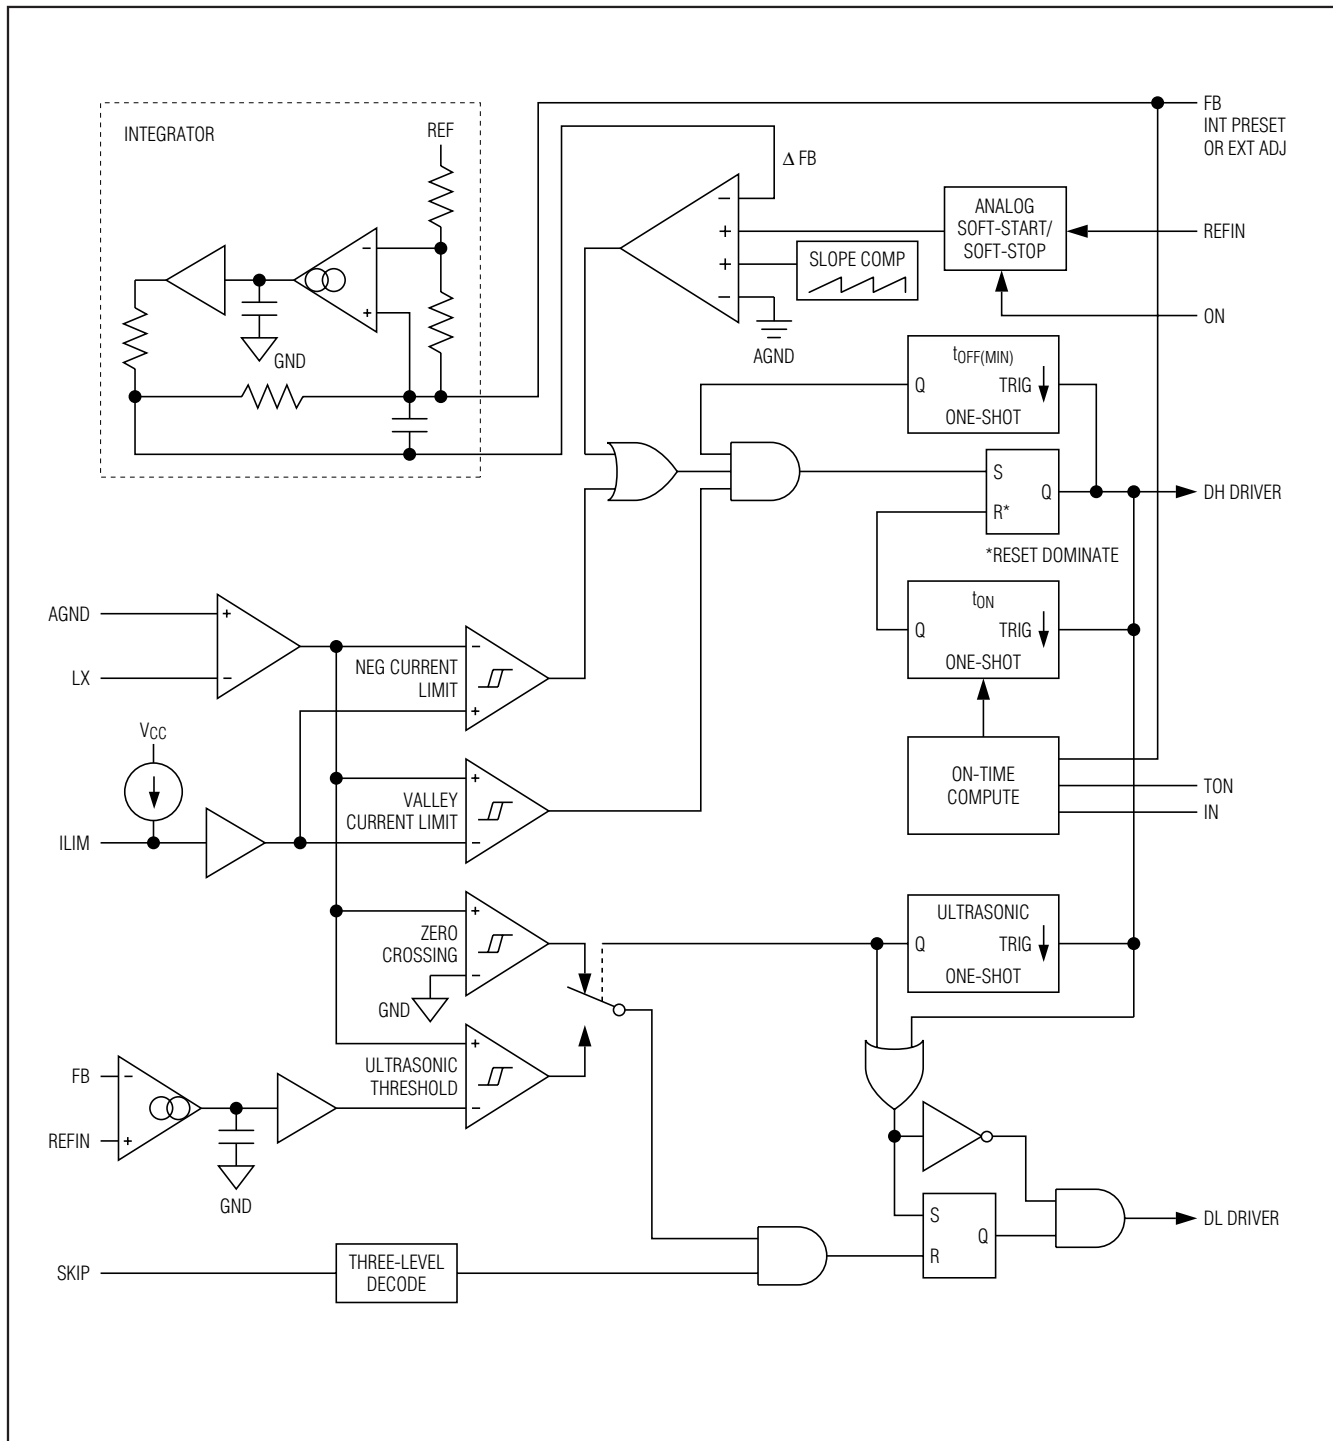 INTEGRATOR
REF
FB
INT PRESET
OR EXT ADJ
Δ FB
−
+
+
−
ANALOG
SOFT-START/
SOFT-STOP
REFIN
SLOPE COMP
ON
AGND
−
+
GND
tOFF(MIN)
Q
TRIG
ONE-SHOT
S
R*
Q
DH DRIVER
*RESET DOMINATE
tON
Q
TRIG
ONE-SHOT
AGND
+
LX
−
NEG CURRENT
LIMIT
−
+
VCC
ILIM
VALLEY
CURRENT LIMIT
+
−
ON-TIME
COMPUTE
TON
IN
ZERO
CROSSING
+
−
GND
ULTRASONIC
Q
TRIG
ONE-SHOT
ULTRASONIC
THRESHOLD
+
−
FB
−
REFIN
+
GND
S
R
Q
DL DRIVER
SKIP
THREE-LEVEL
DECODE